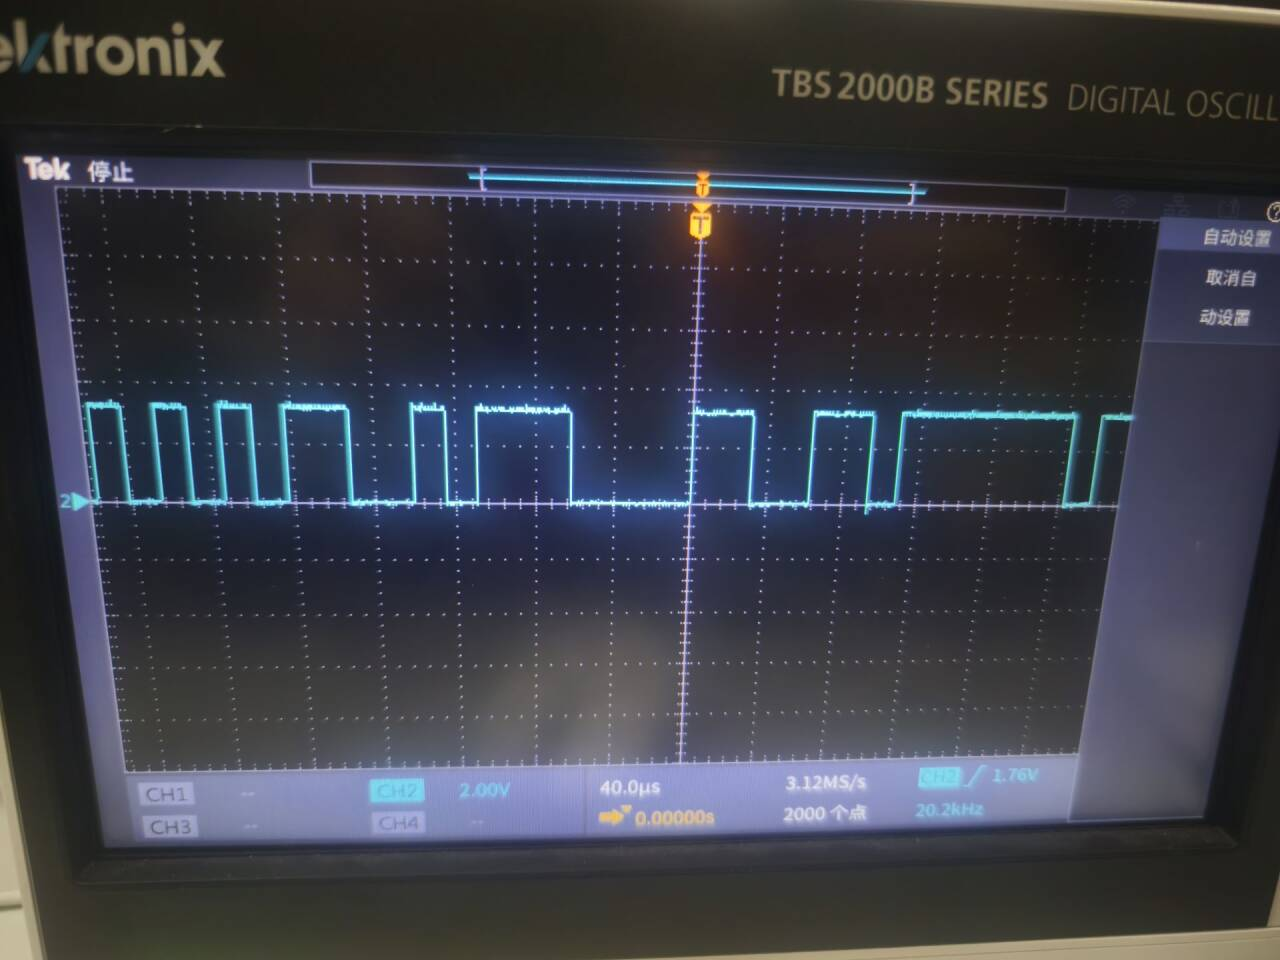 ektronix
TBS 2000B SERIES DIGITAL OSCILL
Tek 停止
T
T
自动设置
取消自
动设置
2
CH1 -- CH2 2.00V 40.0µs 3.12MS/s CH2 1.76V
CH3 -- CH4 -- 0.00000s 2000 个点 20.2kHz